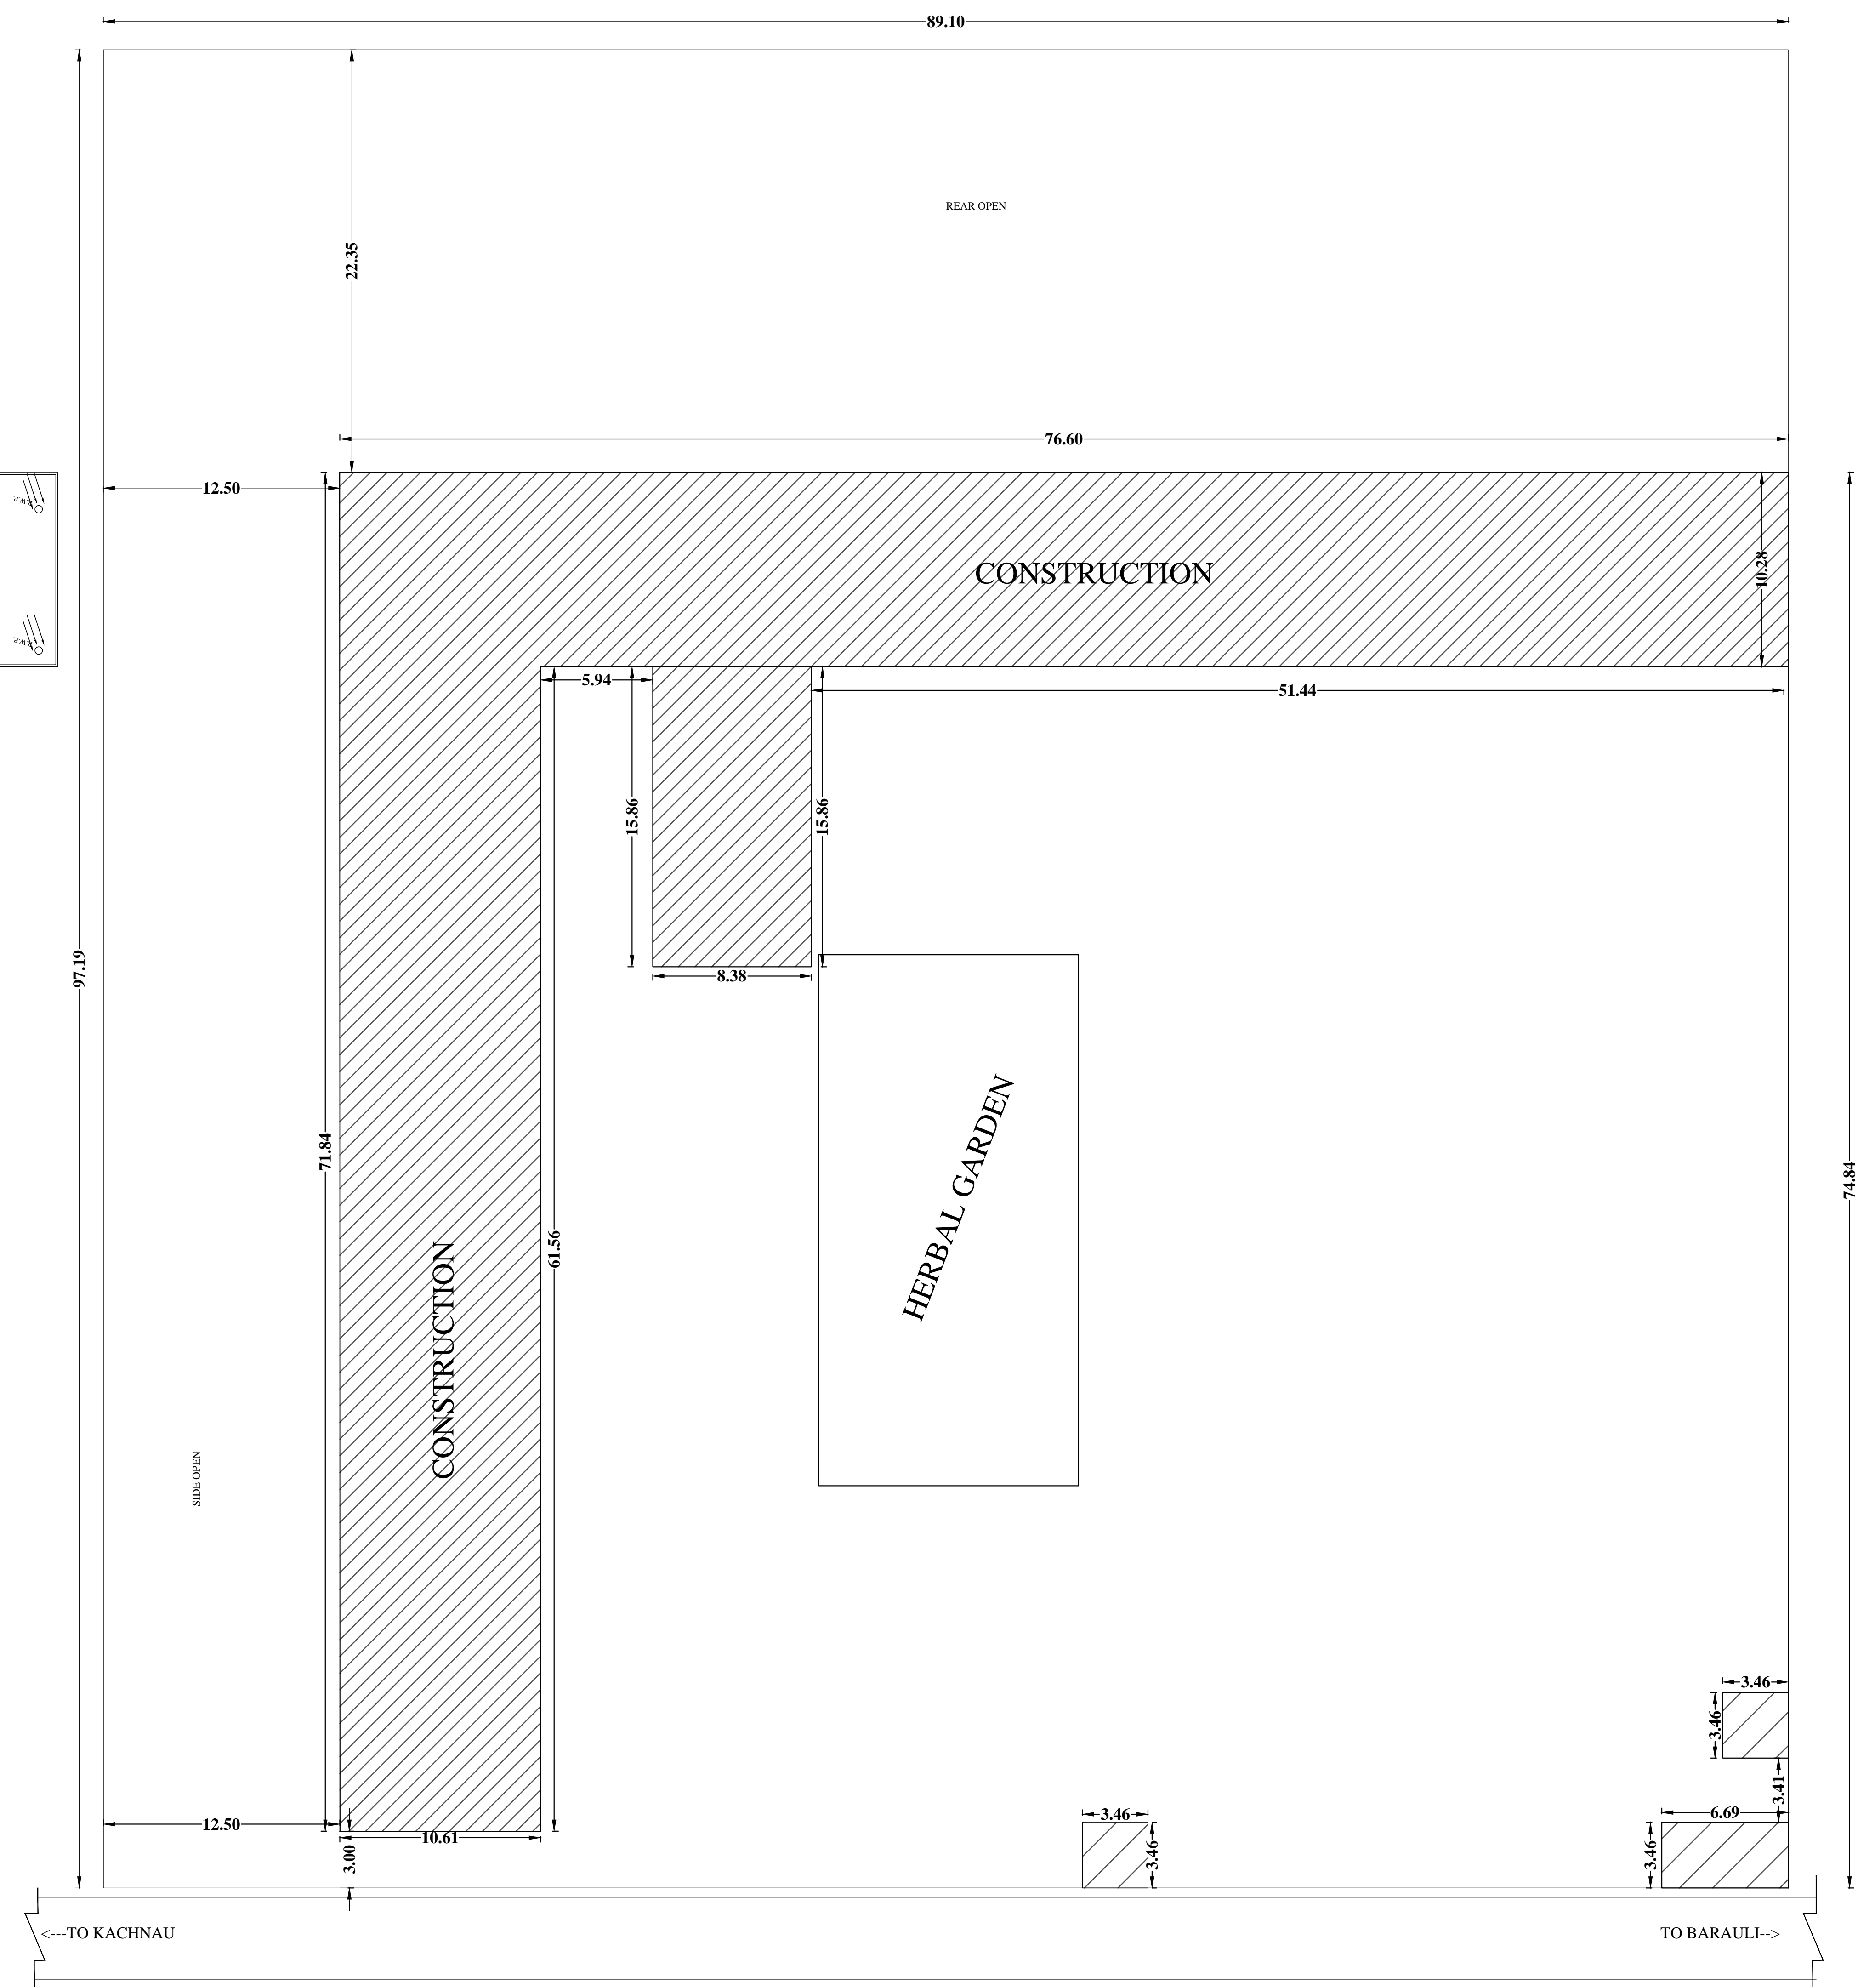 89.10
REAR OPEN
22.35
76.60
12.50
R.W.P.
CONSTRUCTION
10.28
R.W.P.
5.94
51.44
15.86
15.86
97.19
8.38
HERBAL GARDEN
71.84
74.84
61.56
CONSTRUCTION
SIDE OPEN
3.46
3.46
3.41
12.50
10.61
3.46
6.69
3.00
3.46
3.46
<---TO KACHNAU
TO BARAULI-->